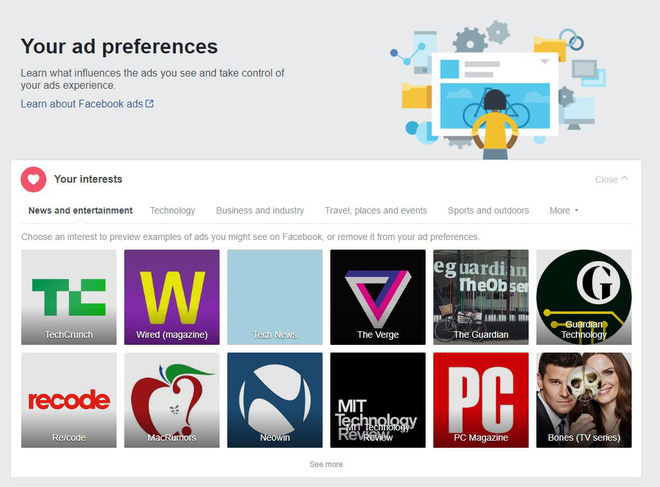 Your ad preferences
Learn what influences the ads you see and take control of
your ads experience.
Learn about Facebook ads
Your interests
Close
News and entertainment
Technology
Business and industry
Travel, places and events
Sports and outdoors
More
Choose an interest to preview examples of ads you might see on Facebook, or remove it from your ad preferences.
TC
TechCrunch
W
Wired (magazine)
Tech News
The Verge
eguardian
TheObser
The Guardian
G
Guardian
Technology
recode
Re/code
MacRumors
Neowin
MIT
Technology
Review
MIT Technology
Review
PC
PC Magazine
Bones (TV series)
See more